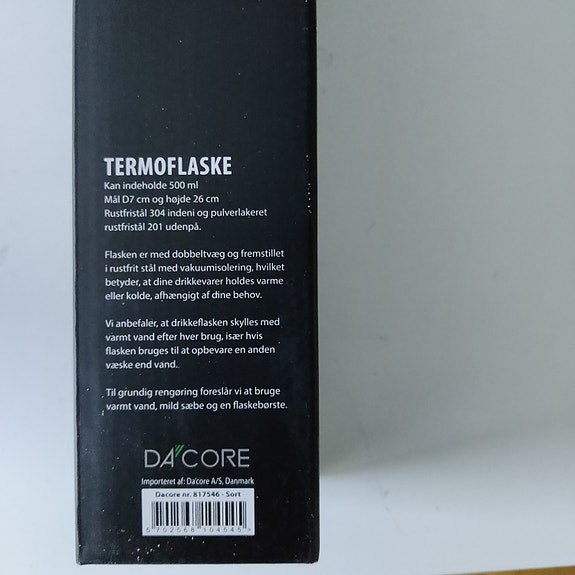 TERMOFLASKE
Kan indeholde 500 ml
Mål D7 cm og højde 26 cm
Rustfristål 304 indeni og pulverlakeret
rustfristål 201 udenpå.
Flasken er med dobbeltvæg og fremstillet
i rustfrit stål med vakuumisolering, hvilket
betyder, at dine drikkevarer holdes varme
eller kolde, afhængigt af dine behov.
Vi anbefaler, at drikkeflasken skylles med
varmt vand efter hver brug, især hvis
flasken bruges til at opbevare en anden
væske end vand.
Til grundig rengøring foreslår vi at bruge
varmt vand, mild sæbe og en flaskebørste.
DA'CORE
Importeret af: Da'core A/S, Danmark
Dacore nr. 817546 - Sort
5 702568 104545 >